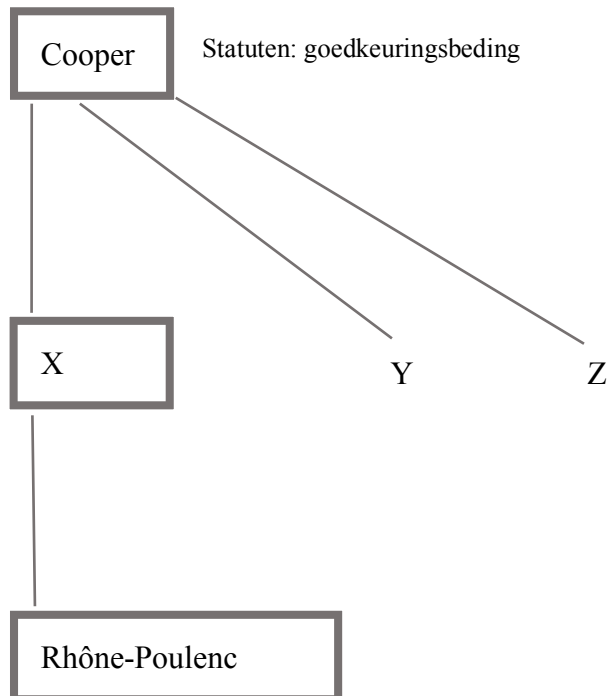 Cooper
Statuten: goedkeuringsbeding
X
Y
Z
Rhône-Poulenc